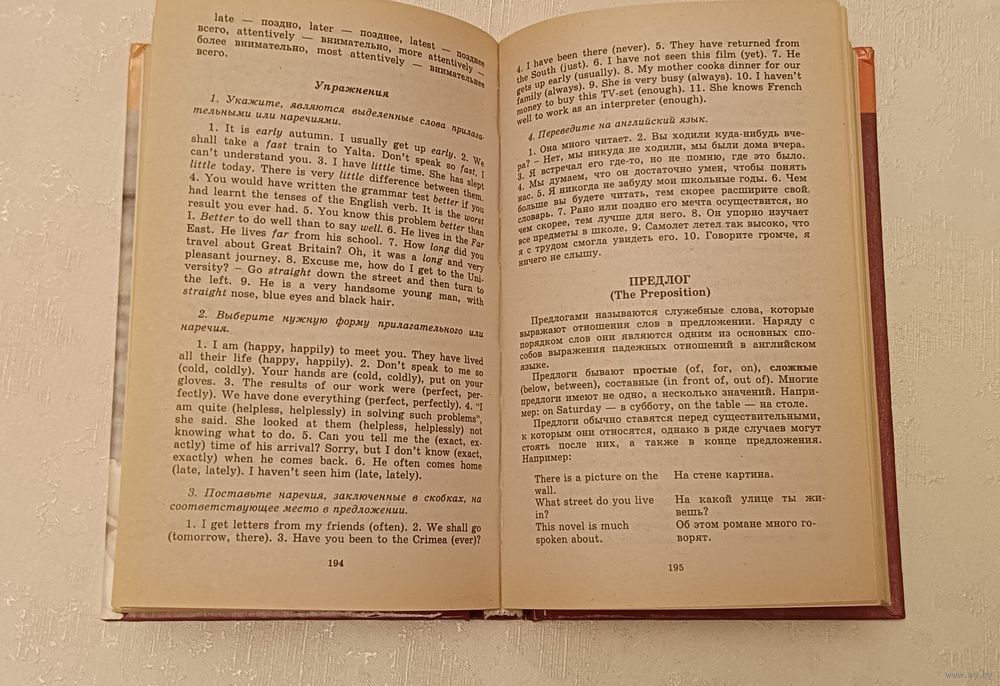 late — поздно, later — позднее, latest — позднее
всего, attentively — внимательно, more attentively —
более внимательно, most attentively — внимательнее
всего.
Упражнения
1. Укажите, являются выделенные слова прилага-
тельными или наречиями.
1. It is early autumn. I usually get up early. 2. We
shall take a fast train to Yalta. Don't speak so fast. I
can't understand you. 3. I have little time. She has slept
little today. There is very little difference between them.
4. You would have written the grammar test better if you
had learnt the tenses of the English verb. It is the worst
result you ever had. 5. You know this problem better than
I. Better to do well than to say well. 6. He lives in the Far
East. He lives far from his school. 7. How long did you
travel about Great Britain? Oh, it was a long and very
pleasant journey. 8. Excuse me, how do I get to the Uni-
versity? – Go straight down the street and then turn to
the left. 9. He is a very handsome young man, with
straight nose, blue eyes and black hair.
2. Выберите нужную форму прилагательного или
наречия.
1. I am (happy, happily) to meet you. They have lived
all their life (happy, happily). 2. Don't speak to me so
(cold, coldly). Your hands are (cold, coldly), put on your
gloves. 3. The results of our work were (perfect, per-
fectly). We have done everything (perfect, perfectly). 4. "I
am quite (helpless, helplessly) in solving such problems",
she said. She looked at them (helpless, helplessly) not
knowing what to do. 5. Can you tell me the (exact, ex-
actly) time of his arrival? Sorry, but I don't know (exact,
exactly) when he comes back. 6. He often comes home
(late, lately). I haven't seen him (late, lately).
3. Поставьте наречия, заключенные в скобках, на
соответствующее место в предложении.
1. I get letters from my friends (often). 2. We shall go
(tomorrow, there). 3. Have you been to the Crimea (ever)?
194
4. I have been there (never). 5. They have returned from
the South (just). 6. I have not seen this film (yet). 7. He
gets up early (usually). 8. My mother cooks dinner for our
family (always). 9. She is very busy (always). 10. I haven't
money to buy this TV-set (enough). 11. She knows French
well to work as an interpreter (enough).
4. Переведите на английский язык.
1. Она много читает. 2. Вы ходили куда-нибудь вче-
ра? – Нет, мы никуда не ходили, мы были дома вчера.
3. Я встречал его где-то, но не помню, где это было.
4. Мы думаем, что он достаточно умен, чтобы понять
нас. 5. Я никогда не забуду мои школьные годы. 6. Чем
больше вы будете читать, тем скорее расширите свой
словарь. 7. Рано или поздно его мечта осуществится, но
чем скорее, тем лучше для него. 8. Он упорно изучает
все предметы в школе. 9. Самолет летел так высоко, что
я с трудом смогла увидеть его. 10. Говорите громче, я
ничего не слышу.
ПРЕДЛОГ
(The Preposition)
Предлогами называются служебные слова, которые
выражают отношения слов в предложении. Наряду с
порядком слов они являются одним из основных спо-
собов выражения падежных отношений в английском
языке.
Предлоги бывают простые (of, for, on), сложные
(below, between), составные (in front of, out of). Многие
предлоги имеют не одно, а несколько значений. Напри-
мер: on Saturday — в субботу, on the table — на столе.
Предлоги обычно ставятся перед существительными,
к которым они относятся, однако в ряде случаев могут
стоять после них, а также в конце предложения.
Например:
There is a picture on the На стене картина.
wall.
What street do you live На какой улице ты жи-
in? вешь?
This novel is much Об этом романе много го-
spoken about. ворят.
195
www.ay.by